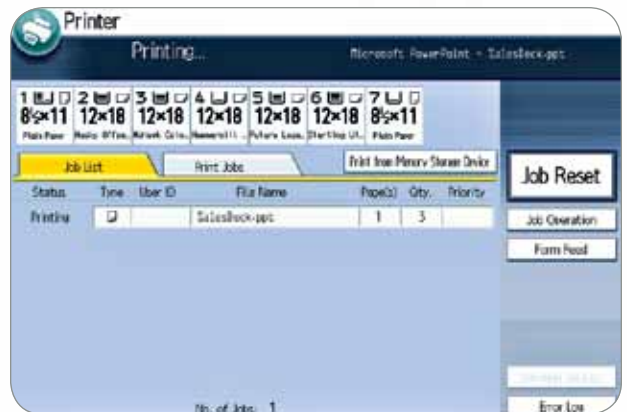 Printer
Printing...
Microsoft PowerPoint - SalesDeck.ppt
1 2 3 4 5 6 7
8½×11 12×18 12×18 12×18 12×18 12×18 8½×11
Plain Paper Plain Paper
Job List Print Jobs Print from Memory Storage Device
Job Reset
Status Type User ID File Name Page(s) Qty. Priority
Printing SalesDeck.ppt 1 3
Job Operation
Form Feed
No. of Jobs: 1
Error Log